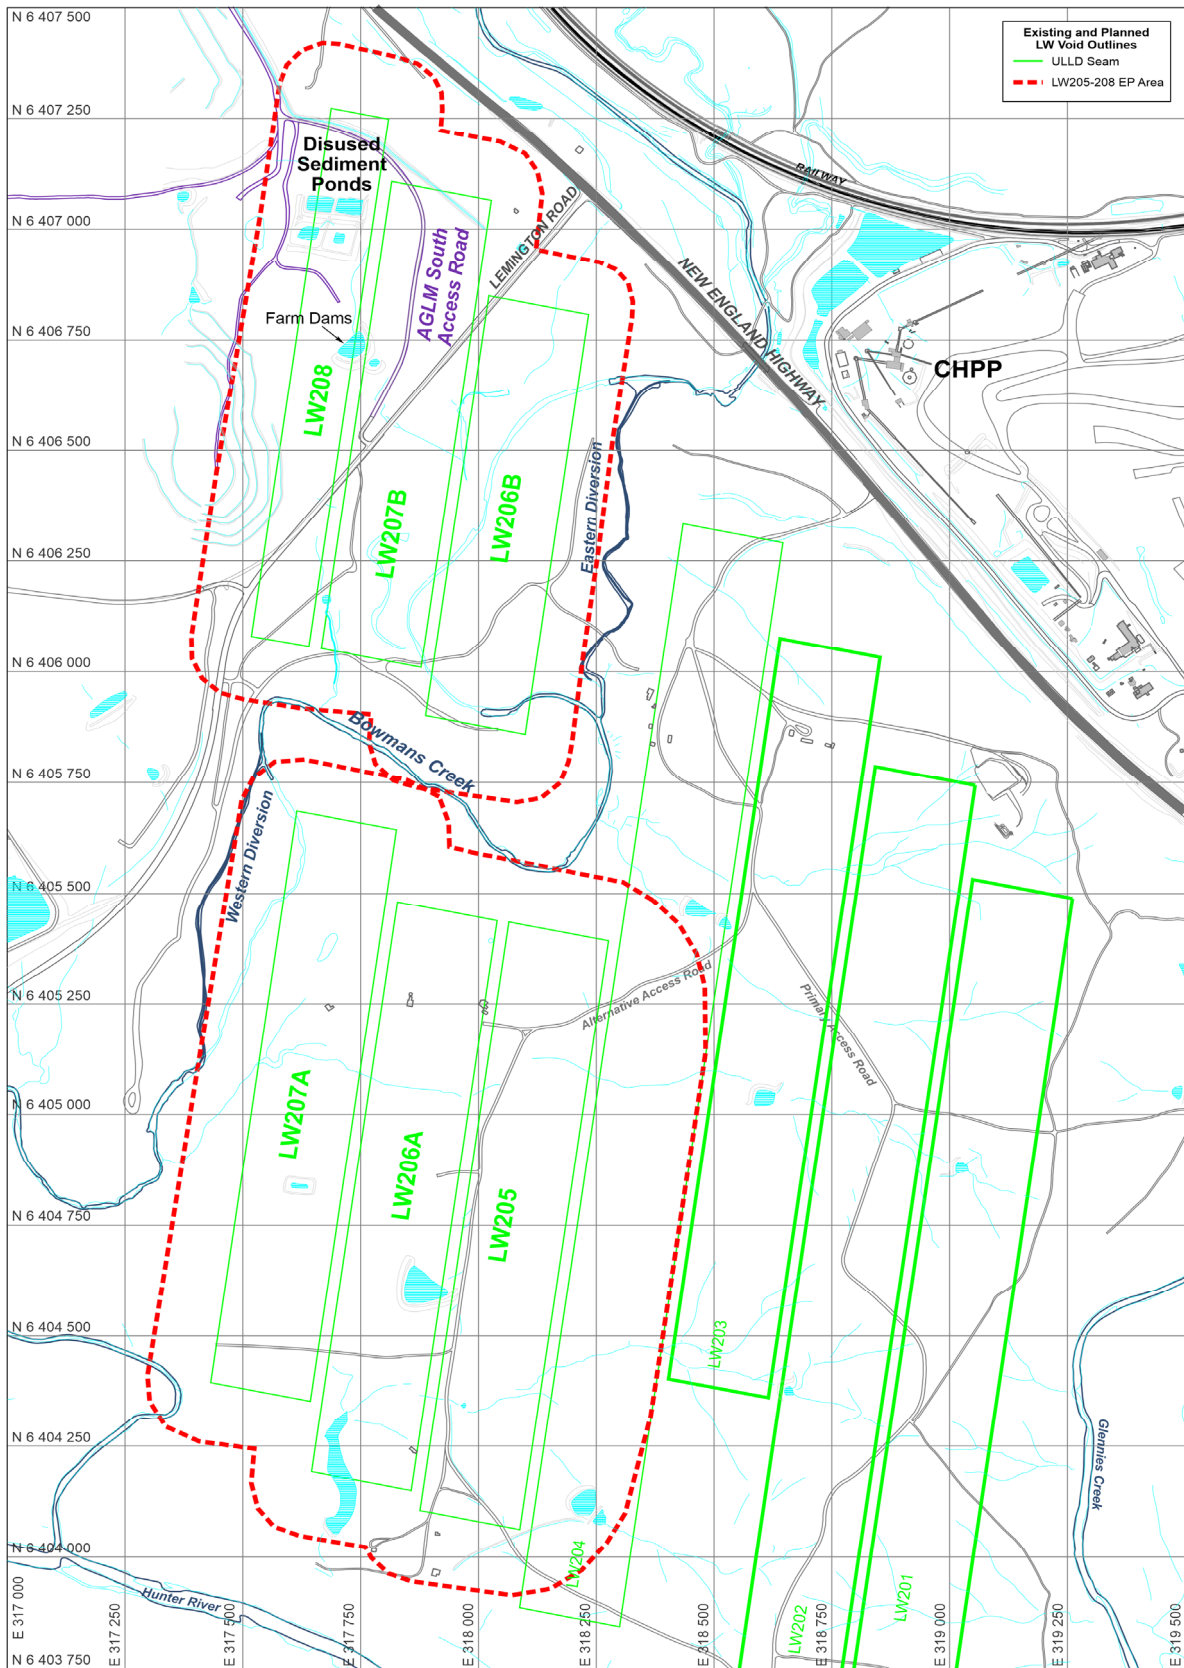 N 6 407 500
Existing and Planned
LW Void Outlines
ULLD Seam
LW205-208 EP Area
N 6 407 250
Disused
Sediment
Ponds
RAILWAY
N 6 407 000
LEMINGTON ROAD
AGLM South
Access Road
NEW ENGLAND HIGHWAY
Farm Dams
N 6 406 750
CHPP
LW208
N 6 406 500
LW207B
LW206B
Eastern Diversion
N 6 406 250
N 6 406 000
Bowmans Creek
N 6 405 750
Western Diversion
N 6 405 500
N 6 405 250
Alternative Access Road
Primary Access Road
N 6 405 000
LW207A
LW206A
LW205
N 6 404 750
N 6 404 500
LW203
N 6 404 250
Glennies Creek
N 6 404 000
LW204
Hunter River
LW202
LW201
E 317 000
E 317 250
E 317 500
E 317 750
E 318 000
E 318 250
E 318 500
E 318 750
E 319 000
E 319 250
E 319 500
N 6 403 750